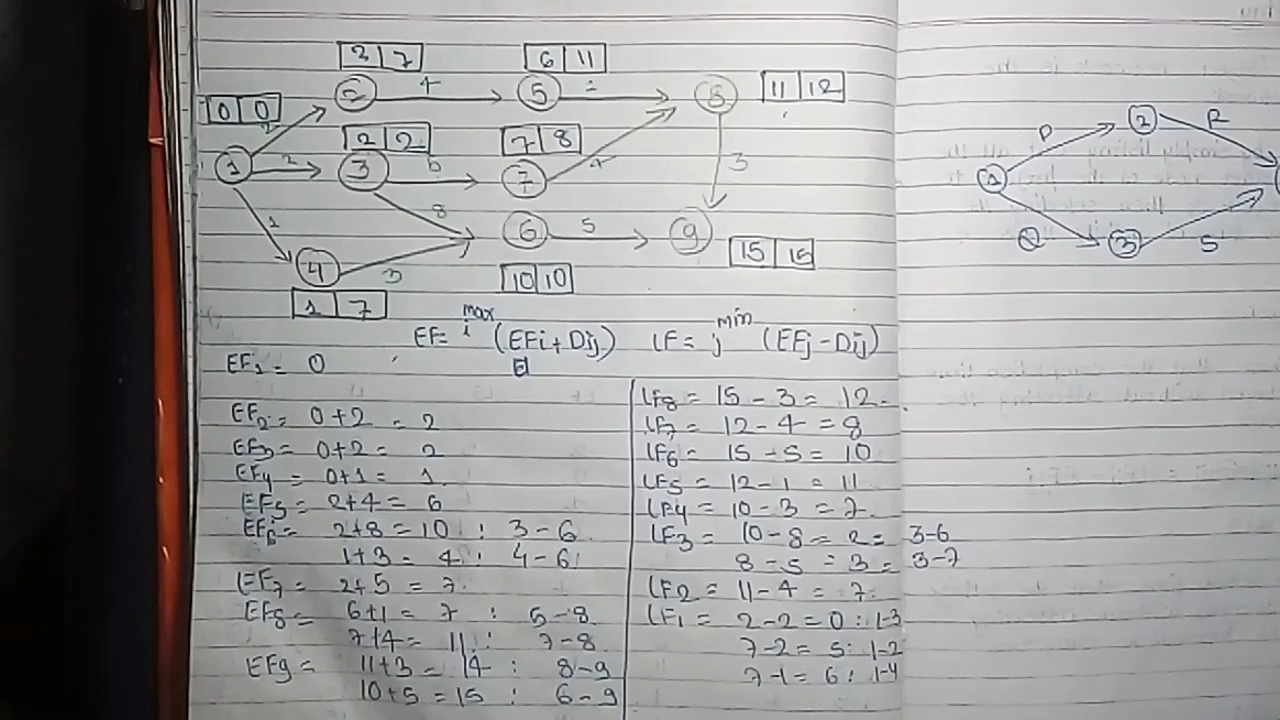 3 7
6 11
0 0
2
4
5
8
11 12
2
2 2
7 8
1
2
3
6
7
4
3
8
6
5
9
4
3
15 15
10 10
1 7
max
min
EF = i (EFi + Dij) LF = j (EFj - Dij)
EF1 = 0
EF2 = 0+2 = 2
EF3 = 0+2 = 2
EF4 = 0+1 = 1
EF5 = 2+4 = 6
EF6 = 2+8 = 10 : 3-6
1+3 = 4 : 4-6
EF7 = 2+5 = 7
EF8 = 6+1 = 7 : 5-8
7+4 = 11 : 7-8
EF9 = 11+3 = 14 : 8-9
10+5 = 15 : 6-9
LF8 = 15 - 3 = 12
LF7 = 12 - 4 = 8
LF6 = 15 - 5 = 10
LF5 = 12 - 1 = 11
LF4 = 10 - 3 = 7
LF3 = 10 - 8 = 2 = 3-6
8 - 5 = 3 = 3-7
LF2 = 11 - 4 = 7
LF1 = 2 - 2 = 0 : 1-3
7 - 2 = 5 : 1-2
7 - 1 = 6 : 1-4
P
2
R
1
Q
3
S